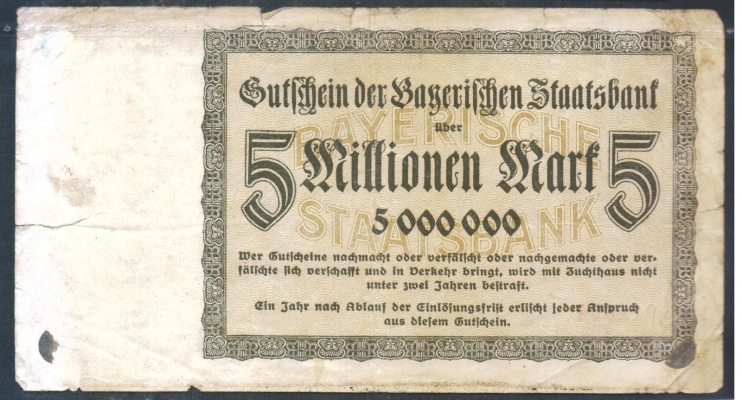 Gutschein der Bayerischen Staatsbank
über
BAYERISCHE
5 Millionen Mark 5
STAATSBANK
5 000 000
Wer Gutscheine nachmacht oder verfälscht oder nachgemachte oder ver-
fälschte sich verschafft und in Verkehr bringt, wird mit Zuchthaus nicht
unter zwei Jahren bestraft.
Ein Jahr nach Ablauf der Einlösungsfrist erlischt jeder Anspruch
aus diesem Gutschein.